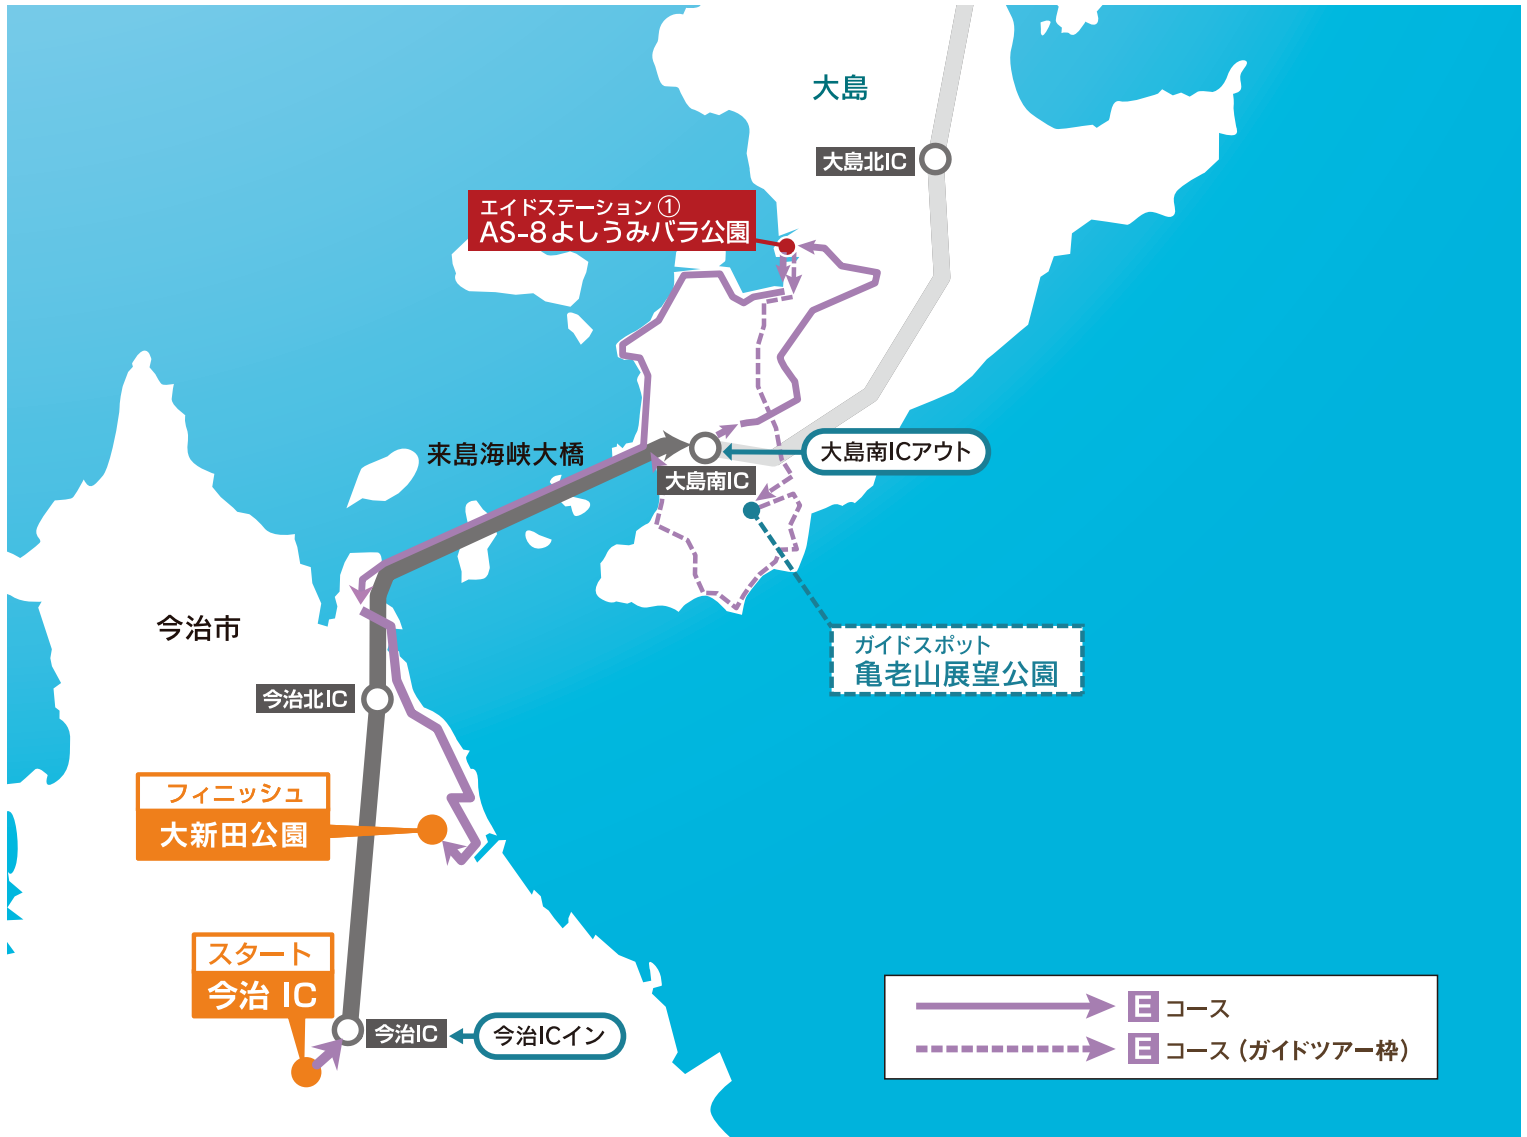 大島
大島北IC
エイドステーション①
AS-8よしうみバラ公園
来島海峡大橋
大島南ICアウト
大島南IC
今治市
ガイドスポット
亀老山展望公園
今治北IC
フィニッシュ
大新田公園
スタート
今治 IC
今治IC
今治ICイン
E コース
E コース (ガイドツアー枠)